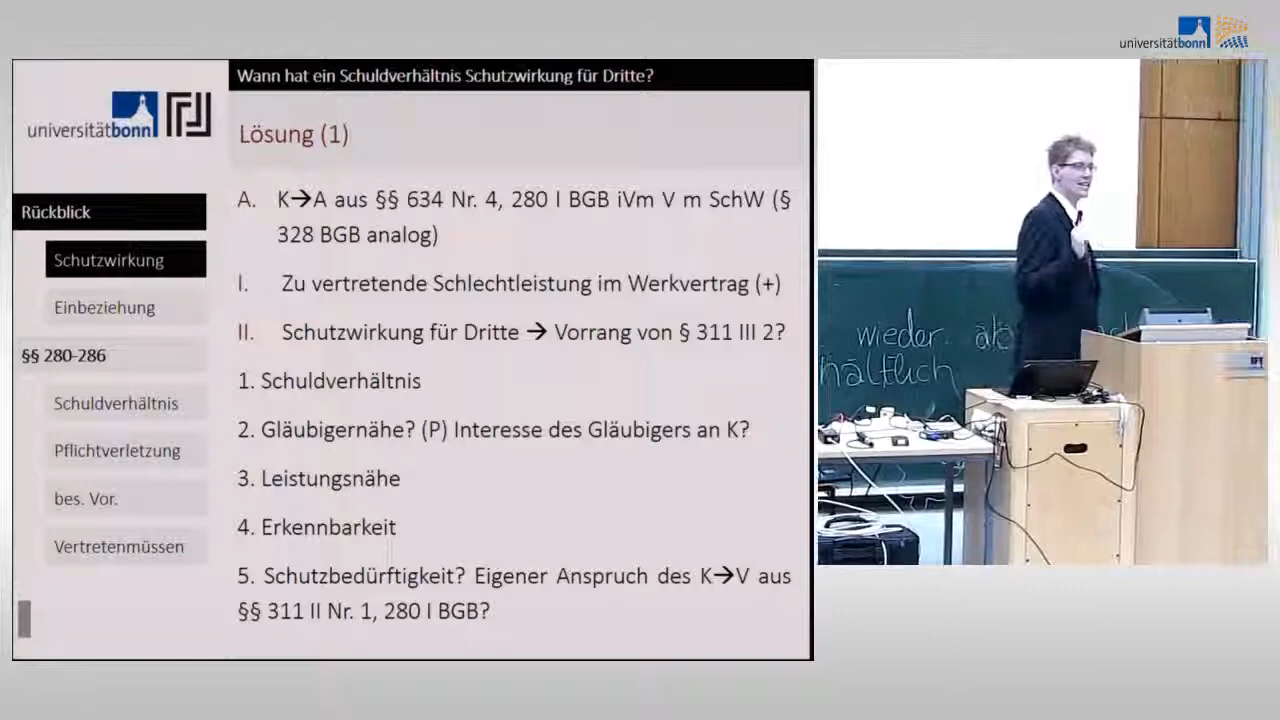 universitätbonn
Wann hat ein Schuldverhältnis Schutzwirkung für Dritte?
universitätbonn
Lösung (1)
Rückblick
Schutzwirkung
Einbeziehung
§§ 280-286
Schuldverhältnis
Pflichtverletzung
bes. Vor.
Vertretenmüssen
A. K→A aus §§ 634 Nr. 4, 280 I BGB iVm V m SchW (§
328 BGB analog)
I. Zu vertretende Schlechtleistung im Werkvertrag (+)
II. Schutzwirkung für Dritte → Vorrang von § 311 III 2?
1. Schuldverhältnis
2. Gläubigernähe? (P) Interesse des Gläubigers an K?
3. Leistungsnähe
4. Erkennbarkeit
5. Schutzbedürftigkeit? Eigener Anspruch des K→V aus
§§ 311 II Nr. 1, 280 I BGB?
wieder